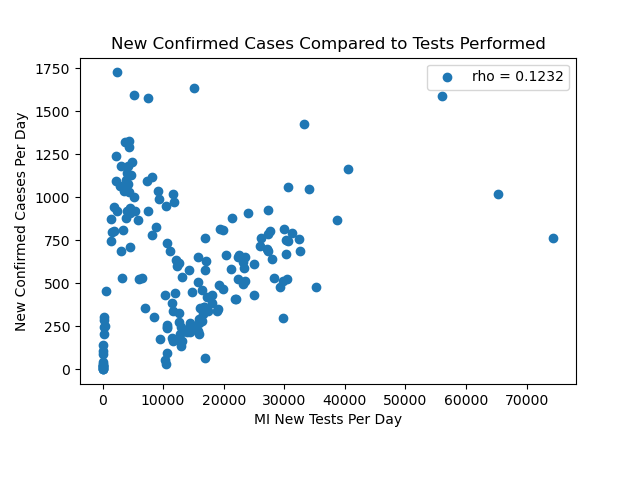 New Confirmed Cases Compared to Tests Performed
rho = 0.1232
New Confirmed Caeses Per Day
1750
1500
1250
1000
750
500
250
0
0 10000 20000 30000 40000 50000 60000 70000
MI New Tests Per Day